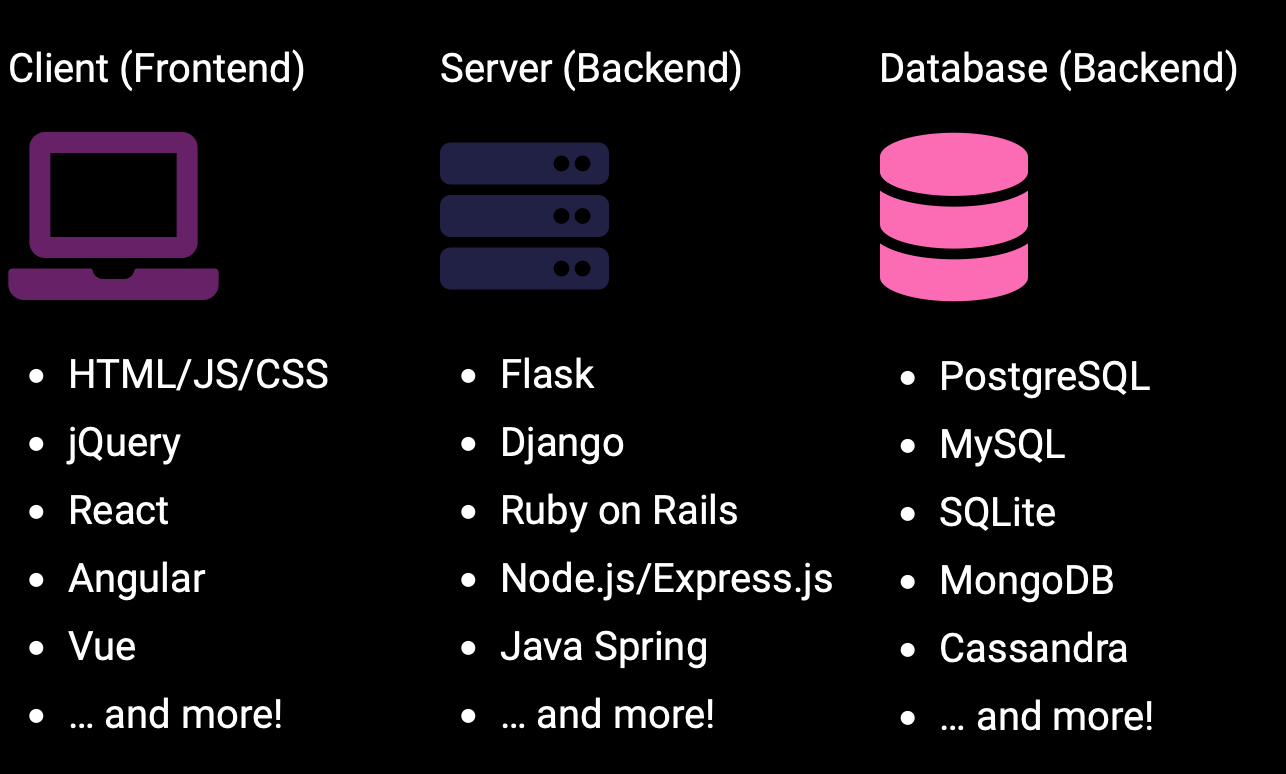 Client (Frontend)
HTML/JS/CSS
jQuery
React
Angular
Vue
... and more!
Server (Backend)
Flask
Django
Ruby on Rails
Node.js/Express.js
Java Spring
... and more!
Database (Backend)
PostgreSQL
MySQL
SQLite
MongoDB
Cassandra
... and more!